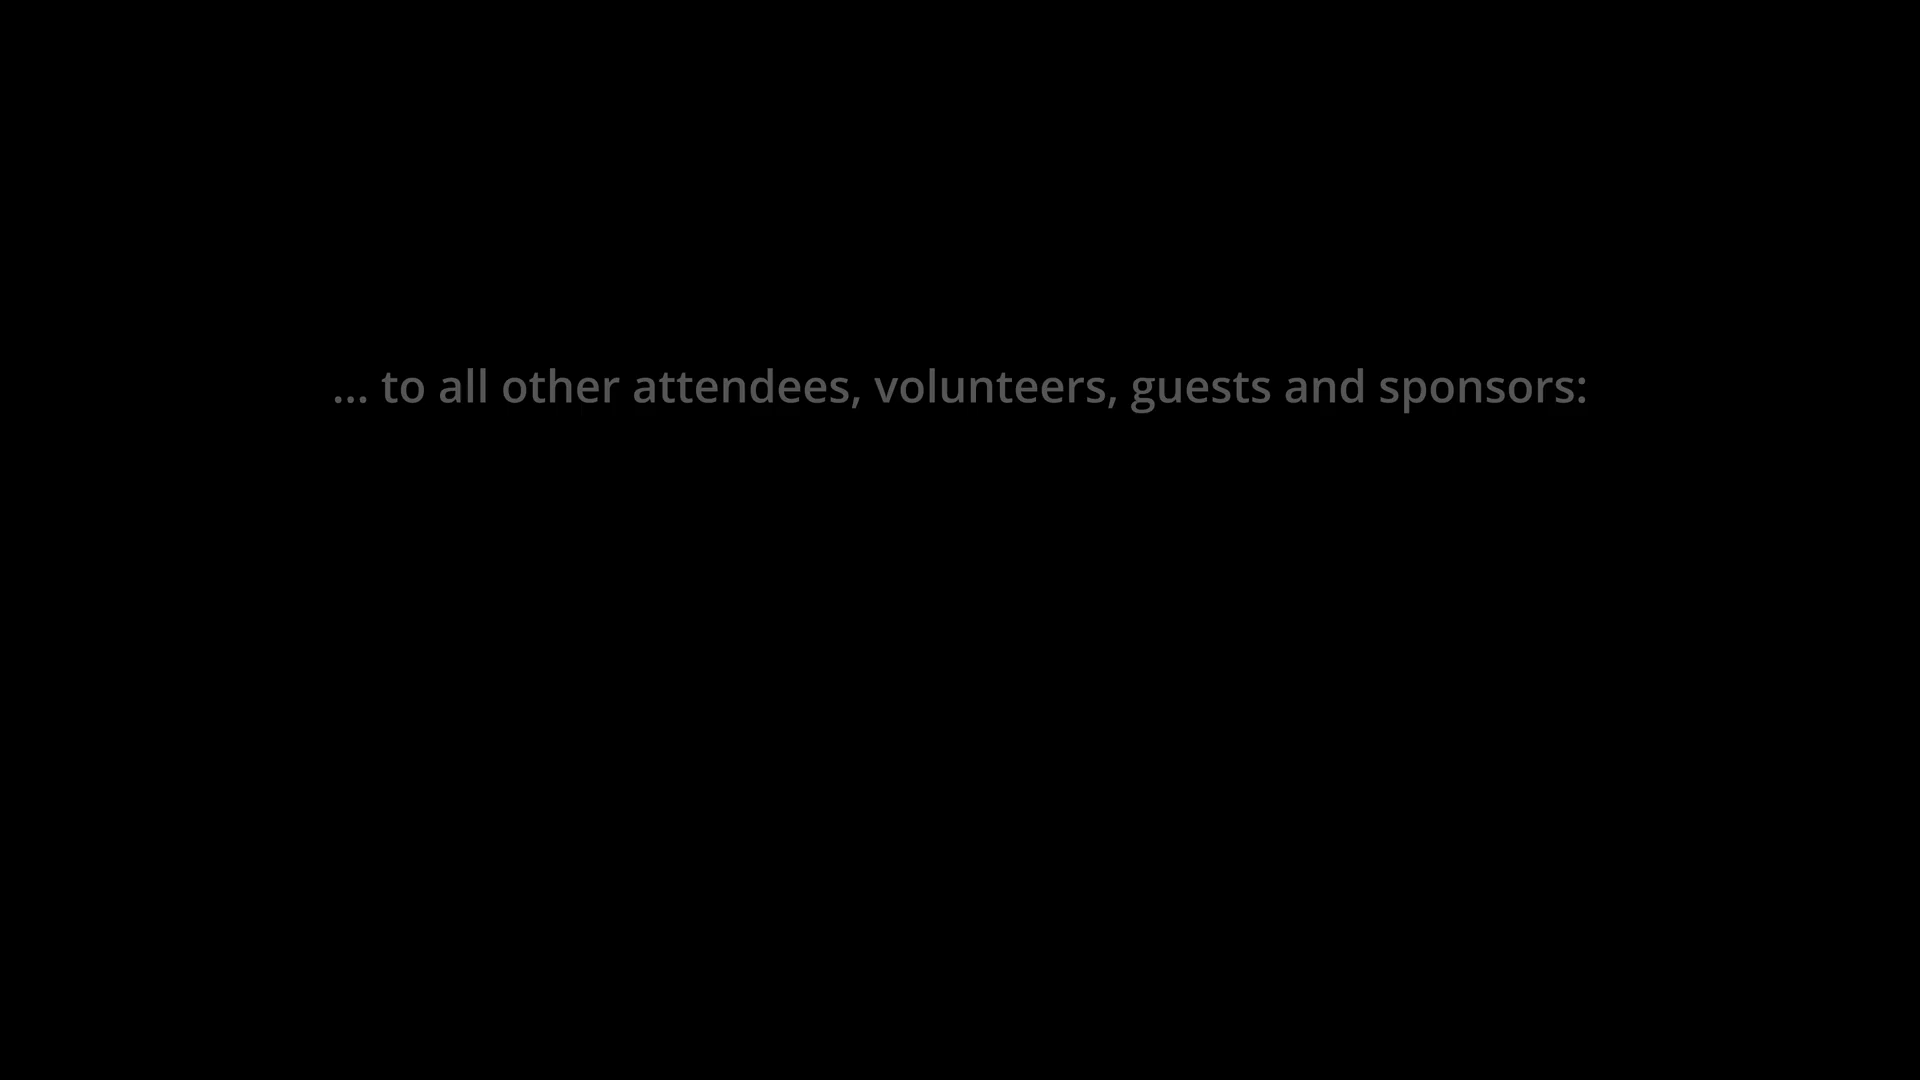 ... to all other attendees, volunteers, guests and sponsors: